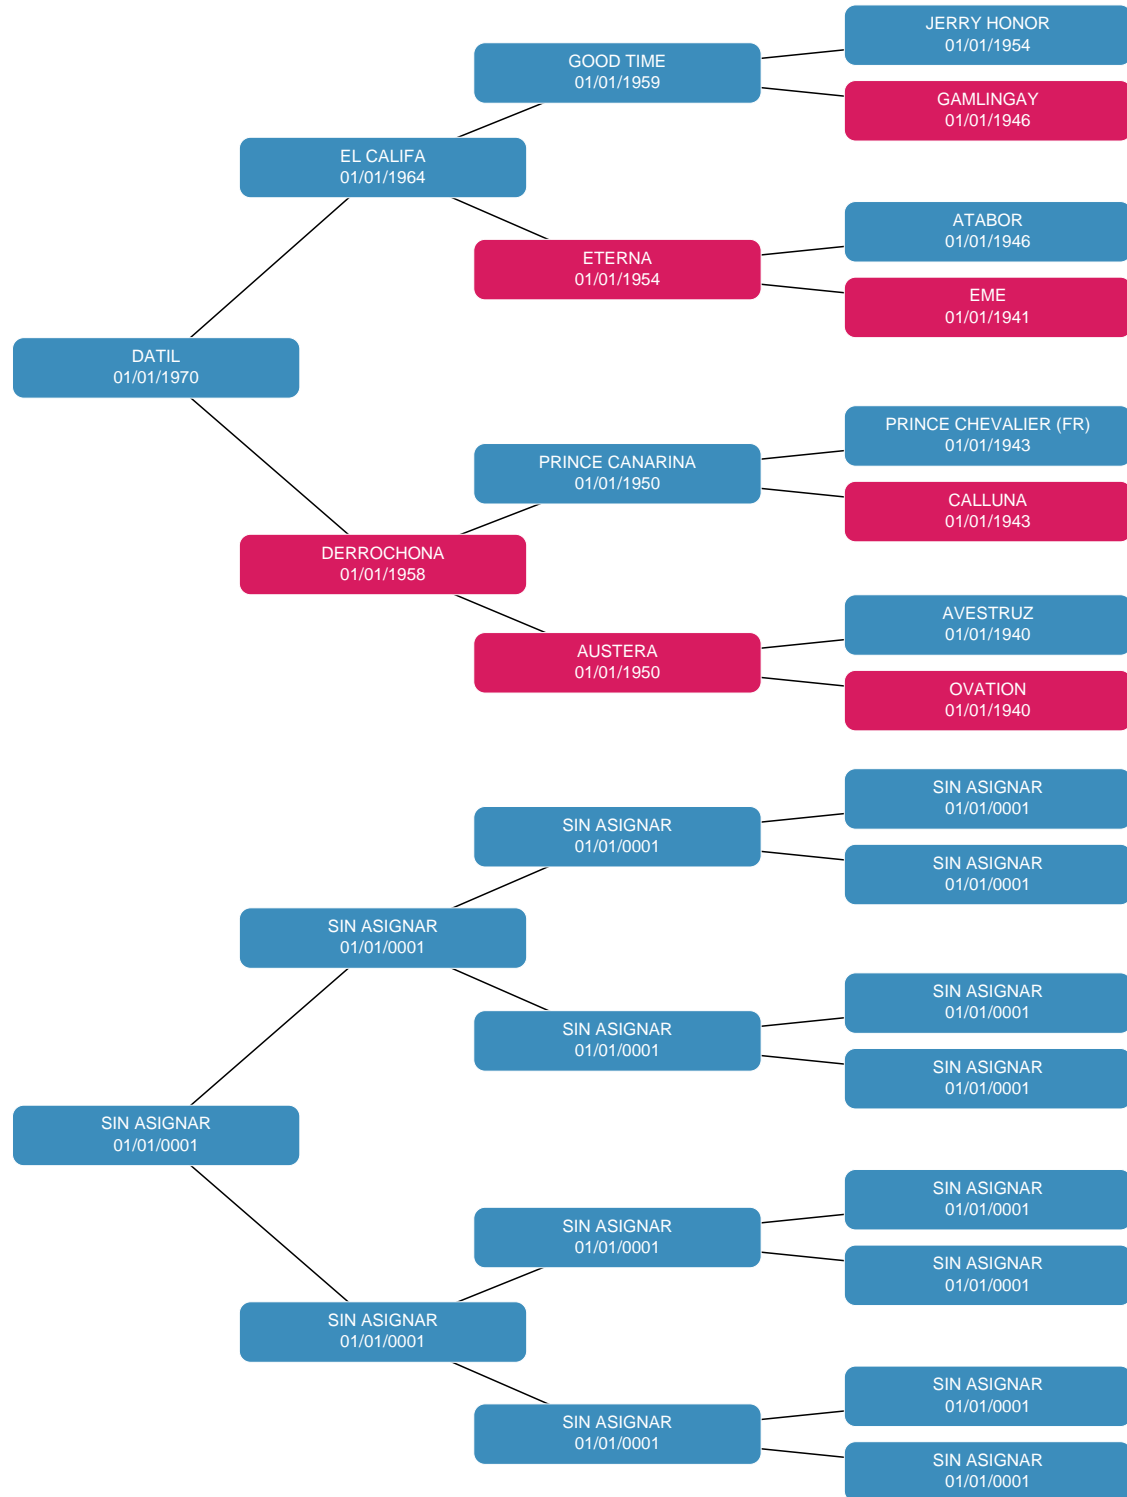 JERRY HONOR
01/01/1954
GOOD TIME
01/01/1959
GAMLINGAY
01/01/1946
EL CALIFA
01/01/1964
ATABOR
01/01/1946
ETERNA
01/01/1954
EME
01/01/1941
DATIL
01/01/1970
PRINCE CHEVALIER (FR)
01/01/1943
PRINCE CANARINA
01/01/1950
CALLUNA
01/01/1943
DERROCHONA
01/01/1958
AVESTRUZ
01/01/1940
AUSTERA
01/01/1950
OVATION
01/01/1940
SIN ASIGNAR
01/01/0001
SIN ASIGNAR
01/01/0001
SIN ASIGNAR
01/01/0001
SIN ASIGNAR
01/01/0001
SIN ASIGNAR
01/01/0001
SIN ASIGNAR
01/01/0001
SIN ASIGNAR
01/01/0001
SIN ASIGNAR
01/01/0001
SIN ASIGNAR
01/01/0001
SIN ASIGNAR
01/01/0001
SIN ASIGNAR
01/01/0001
SIN ASIGNAR
01/01/0001
SIN ASIGNAR
01/01/0001
SIN ASIGNAR
01/01/0001
SIN ASIGNAR
01/01/0001